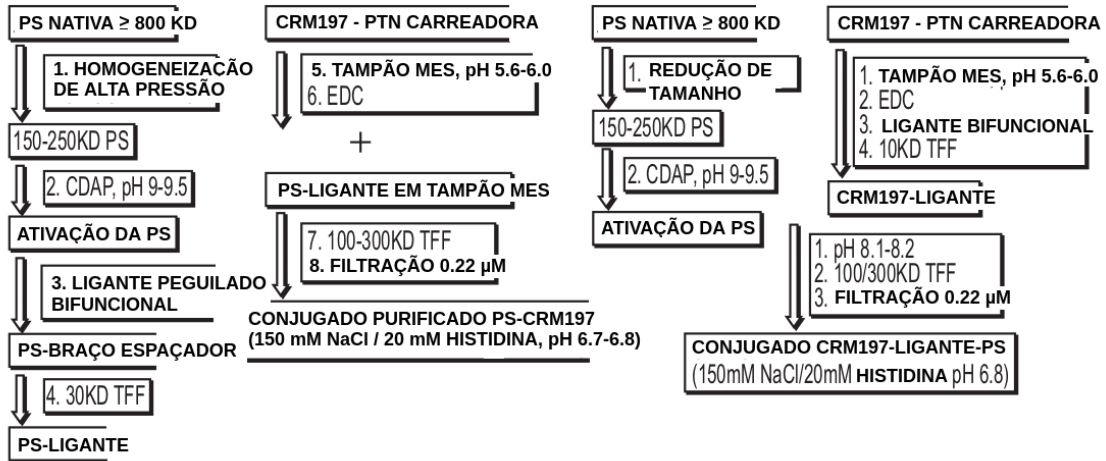 PS NATIVA ≥ 800 KD
1. HOMOGENEIZAÇÃO
DE ALTA PRESSÃO
150-250KD PS
2. CDAP, pH 9-9.5
ATIVAÇÃO DA PS
3. LIGANTE PEGUILADO
BIFUNCIONAL
PS-BRAÇO ESPAÇADOR
4. 30KD TFF
PS-LIGANTE
CRM197 - PTN CARREADORA
5. TAMPÃO MES, pH 5.6-6.0
6. EDC
+
PS-LIGANTE EM TAMPÃO MES
7. 100-300KD TFF
8. FILTRAÇÃO 0.22 µM
CONJUGADO PURIFICADO PS-CRM197
(150 mM NaCl / 20 mM HISTIDINA, pH 6.7-6.8)
PS NATIVA ≥ 800 KD
1. REDUÇÃO DE
TAMANHO
150-250KD PS
2. CDAP, pH 9-9.5
ATIVAÇÃO DA PS
CRM197 - PTN CARREADORA
1. TAMPÃO MES, pH 5.6-6.0
2. EDC
3. LIGANTE BIFUNCIONAL
4. 10KD TFF
CRM197-LIGANTE
1. pH 8.1-8.2
2. 100/300KD TFF
3. FILTRAÇÃO 0.22 µM
CONJUGADO CRM197-LIGANTE-PS
(150mM NaCl/20mM HISTIDINA pH 6.8)